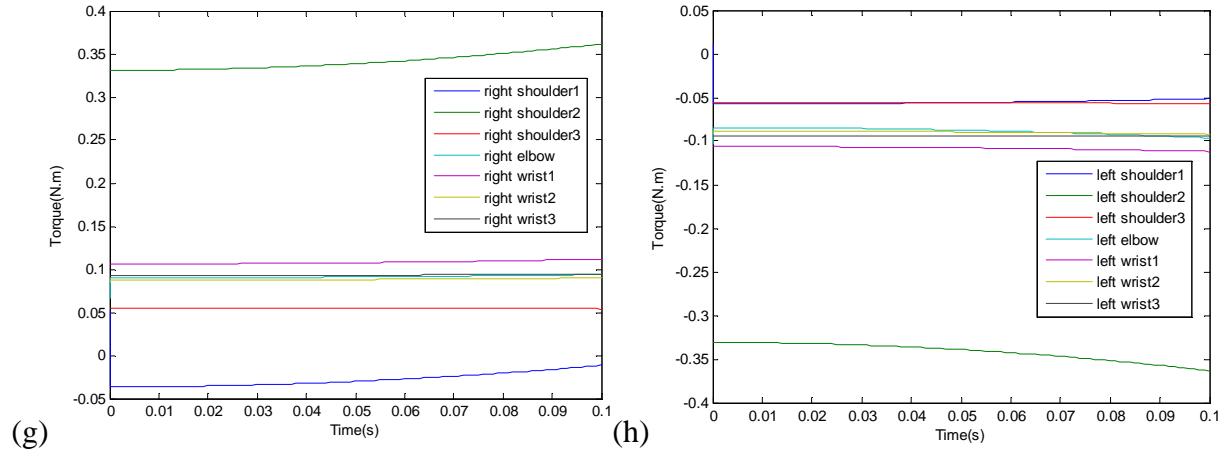 0.4
0.35
0.3
0.25
0.2
0.15
0.1
0.05
0
-0.05
Torque(N.m)
right shoulder1
right shoulder2
right shoulder3
right elbow
right wrist1
right wrist2
right wrist3
0 0.01 0.02 0.03 0.04 0.05 0.06 0.07 0.08 0.09 0.1
Time(s)
(g)
0.05
0
-0.05
-0.1
-0.15
-0.2
-0.25
-0.3
-0.35
-0.4
Torque(N.m)
left shoulder1
left shoulder2
left shoulder3
left elbow
left wrist1
left wrist2
left wrist3
0 0.01 0.02 0.03 0.04 0.05 0.06 0.07 0.08 0.09 0.1
Time(s)
(h)